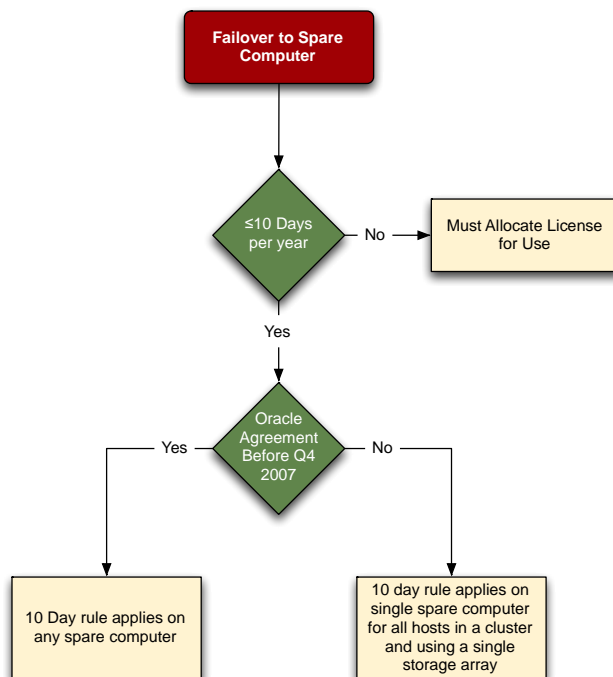 Failover to Spare
Computer
≤10 Days
per year
No
Must Allocate License
for Use
Yes
Oracle
Agreement
Before Q4
2007
Yes
No
10 Day rule applies on
any spare computer
10 day rule applies on
single spare computer
for all hosts in a cluster
and using a single
storage array